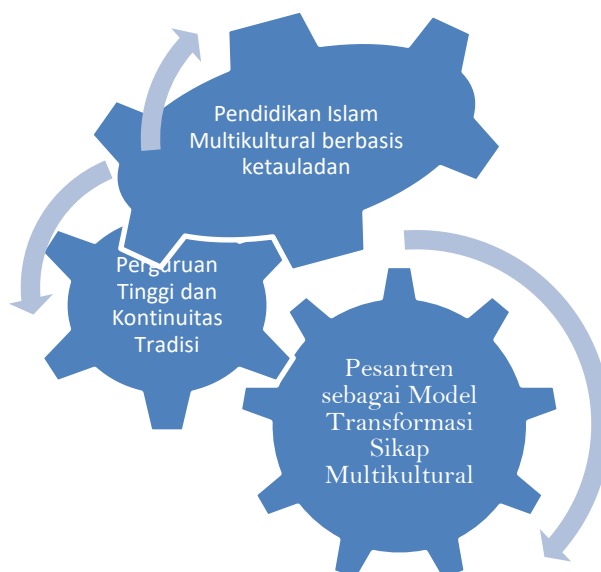 Pendidikan Islam
Multikultural berbasis
ketauladan
Perguruan
Tinggi dan
Kontinuitas
Tradisi
Pesantren
sebagai Model
Transformasi
Sikap
Multikultural